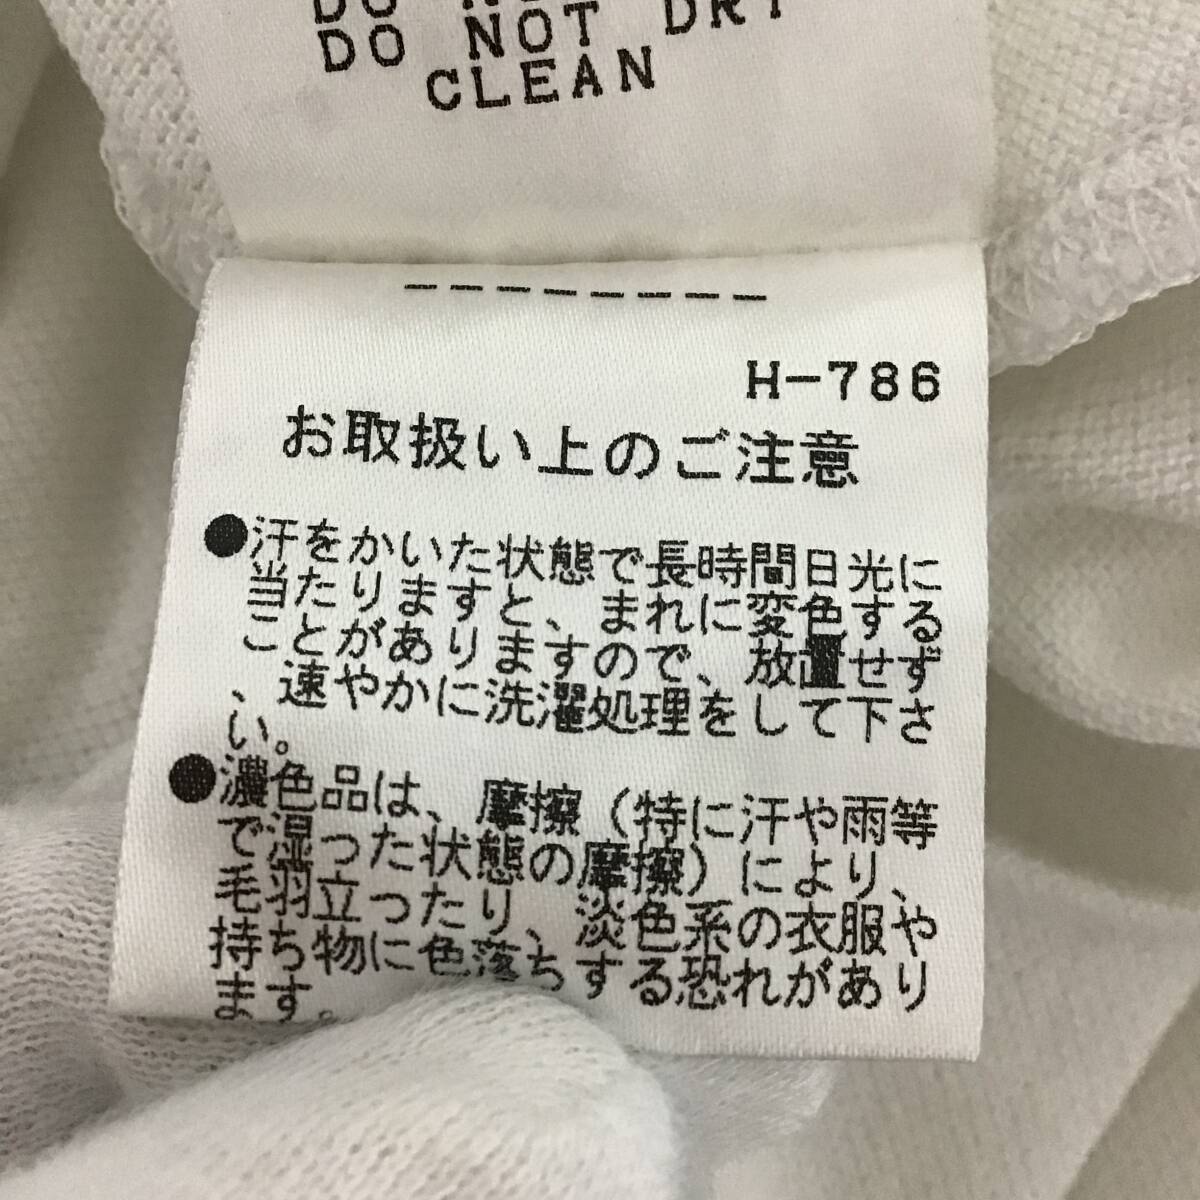 DO NOT DRY
CLEAN
--------
H-786
お取扱い上のご注意
●汗をかいた状態で長時間日光に
当たりますと、まれに変色する
ことがありますので、放置せず
、速やかに洗濯処理をして下さ
い。
●濃色品は、摩擦（特に汗や雨等
で湿った状態の摩擦）により、
毛羽立ったり、淡色系の衣服や
持ち物に色落ちする恐れがあり
ます。